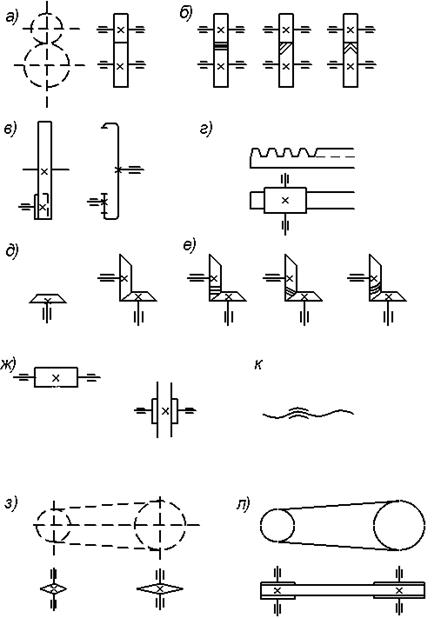 а) б)
в) г)
д) е)
ж) к
з) л)